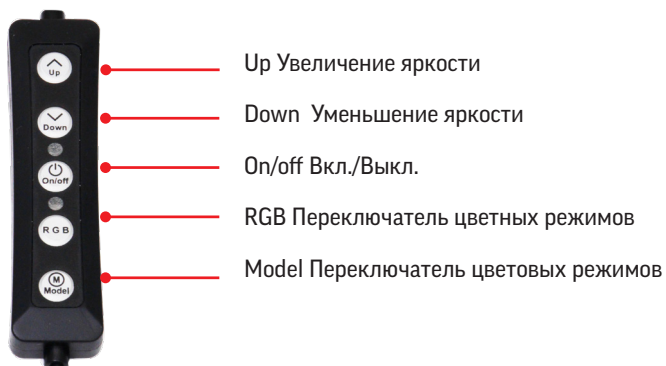 Up
Up Увеличение яркости
Down
Down Уменьшение яркости
On/off
On/off Вкл./Выкл.
R G B
RGB Переключатель цветных режимов
M
Model
Model Переключатель цветовых режимов